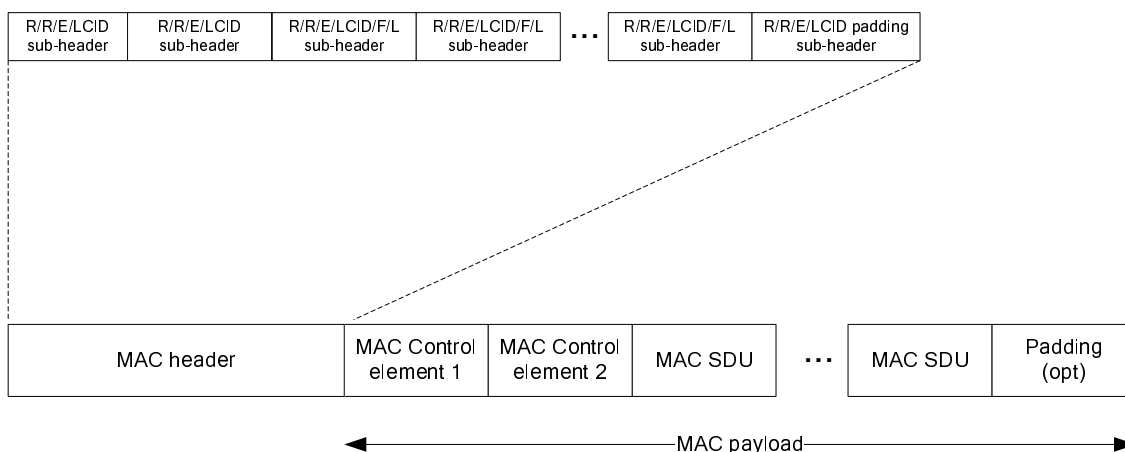 R/R/E/LCID
sub-header
R/R/E/LCID
sub-header
R/R/E/LCID/F/L
sub-header
R/R/E/LCID/F/L
sub-header
...
R/R/E/LCID/F/L
sub-header
R/R/E/LCID padding
sub-header
MAC header
MAC Control
element 1
MAC Control
element 2
MAC SDU
...
MAC SDU
Padding
(opt)
MAC payload